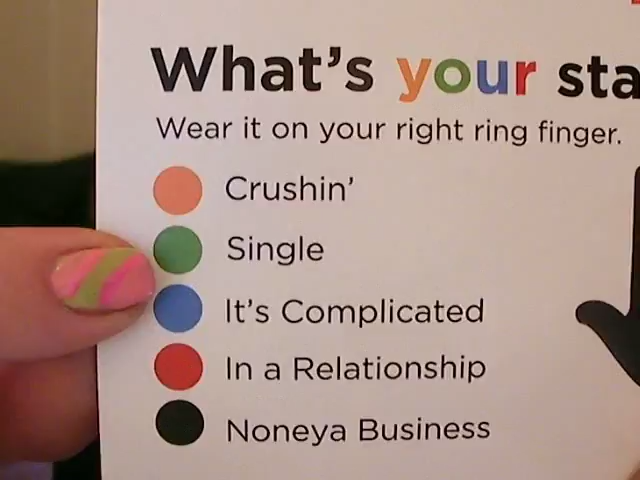 What's your sta
Wear it on your right ring finger.
Crushin'
Single
It's Complicated
In a Relationship
Noneya Business